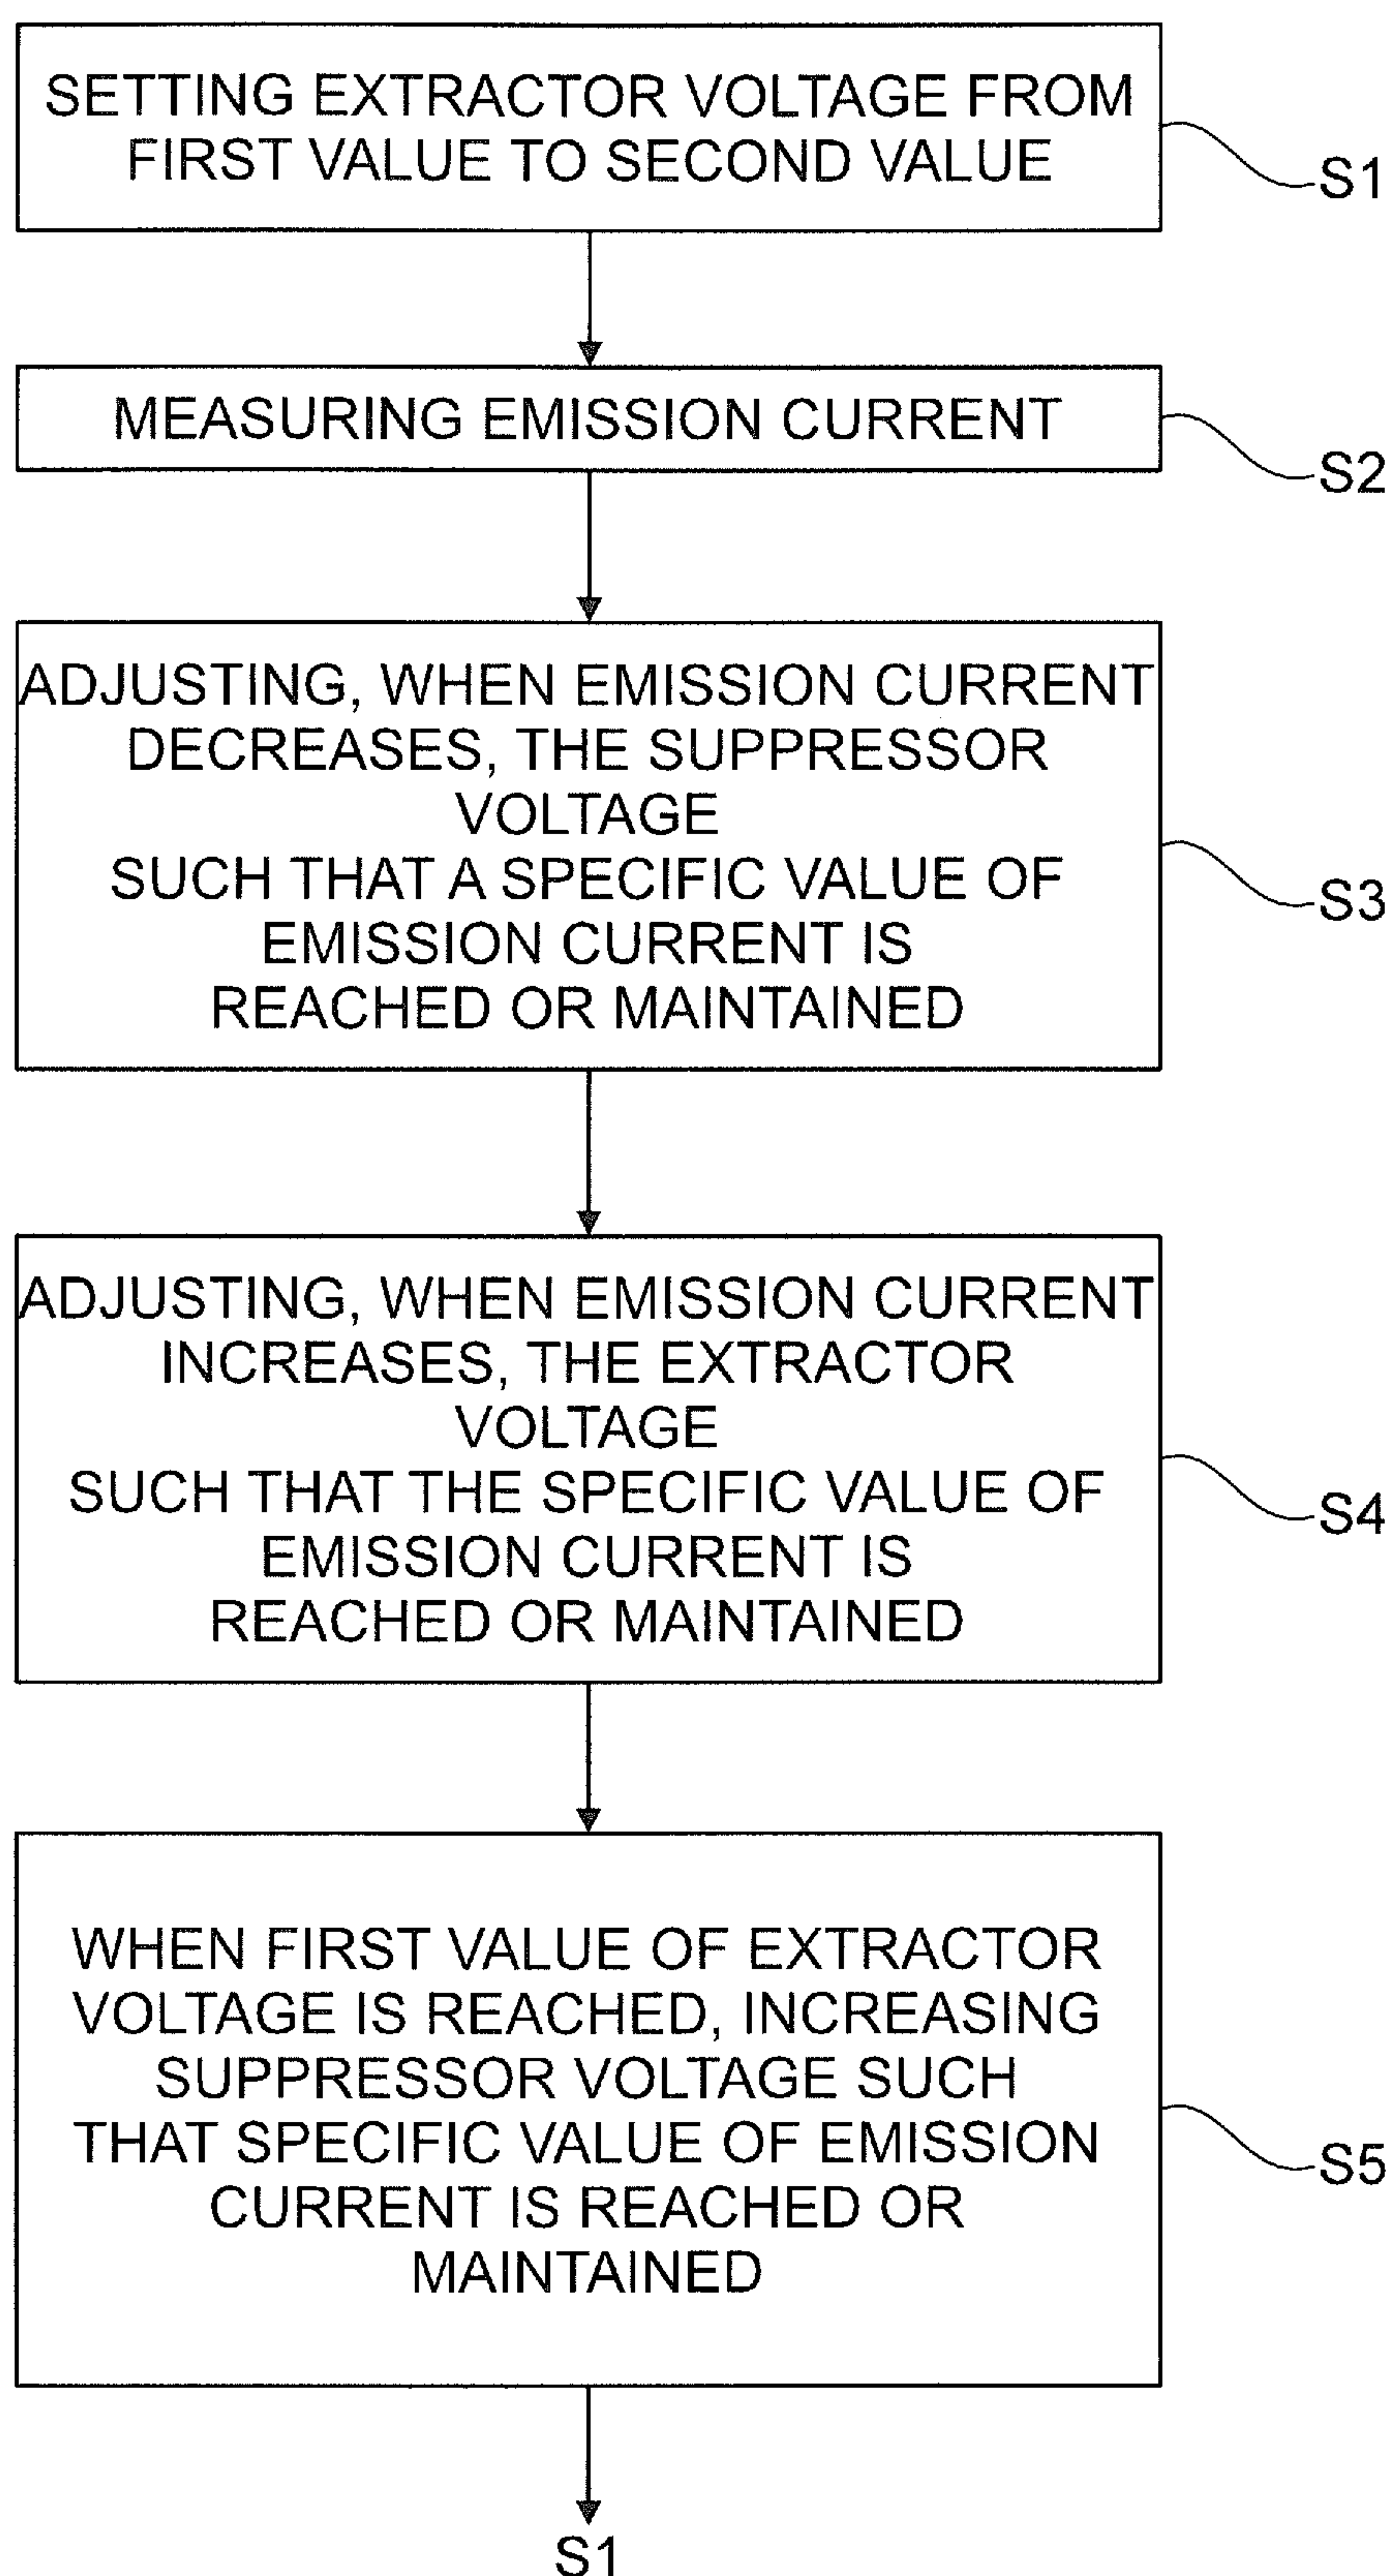 SETTING EXTRACTOR VOLTAGE FROM
FIRST VALUE TO SECOND VALUE
S1
MEASURING EMISSION CURRENT
S2
ADJUSTING, WHEN EMISSION CURRENT
DECREASES, THE SUPPRESSOR
VOLTAGE
SUCH THAT A SPECIFIC VALUE OF
EMISSION CURRENT IS
REACHED OR MAINTAINED
S3
ADJUSTING, WHEN EMISSION CURRENT
INCREASES, THE EXTRACTOR
VOLTAGE
SUCH THAT THE SPECIFIC VALUE OF
EMISSION CURRENT IS
REACHED OR MAINTAINED
S4
WHEN FIRST VALUE OF EXTRACTOR
VOLTAGE IS REACHED, INCREASING
SUPPRESSOR VOLTAGE SUCH
THAT SPECIFIC VALUE OF EMISSION
CURRENT IS REACHED OR
MAINTAINED
S5
S1